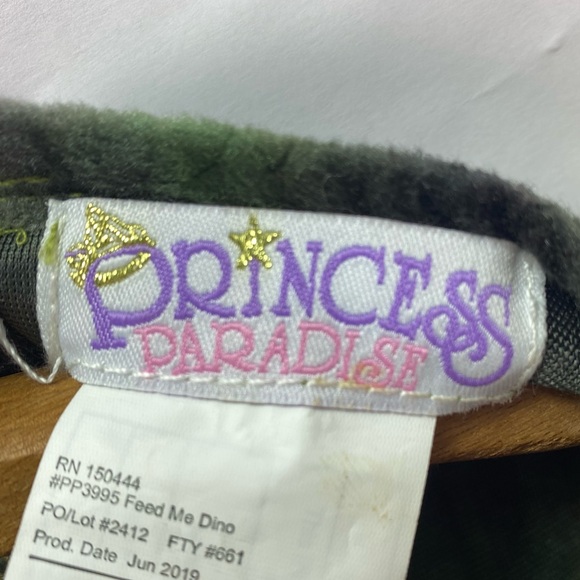 PRINCESS
PARADISE
RN 150444
#PP3995 Feed Me Dino
PO/Lot #2412 FTY #661
Prod. Date Jun 2019